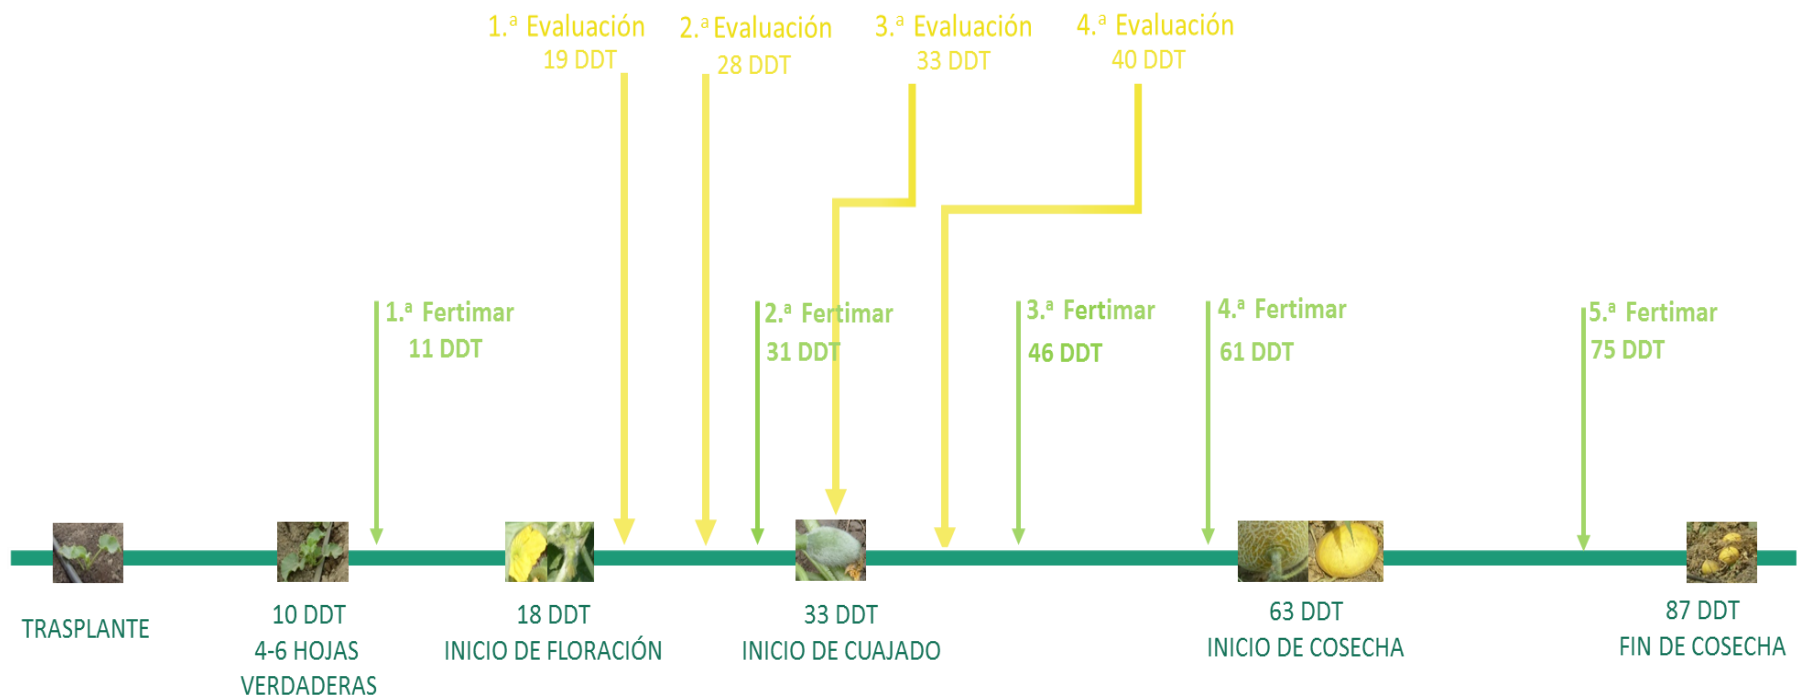 1.ª Evaluación
19 DDT
2.ª Evaluación
28 DDT
3.ª Evaluación
33 DDT
4.ª Evaluación
40 DDT
1.ª Fertimar
11 DDT
2.ª Fertimar
31 DDT
3.ª Fertimar
46 DDT
4.ª Fertimar
61 DDT
5.ª Fertimar
75 DDT
TRASPLANTE
10 DDT
4-6 HOJAS
VERDADERAS
18 DDT
INICIO DE FLORACIÓN
33 DDT
INICIO DE CUAJADO
63 DDT
INICIO DE COSECHA
87 DDT
FIN DE COSECHA